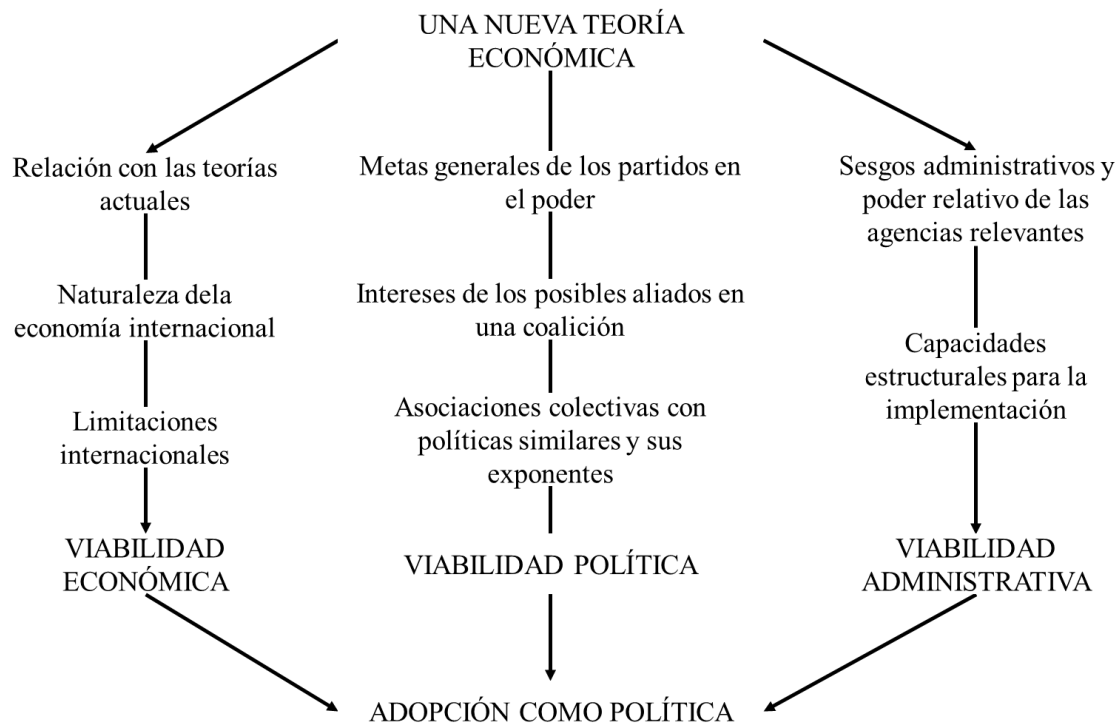 UNA NUEVA TEORÍA
ECONÓMICA
Relación con las teorías
actuales
Naturaleza dela
economía internacional
Limitaciones
internacionales
VIABILIDAD
ECONÓMICA
Metas generales de los partidos en
el poder
Intereses de los posibles aliados en
una coalición
Asociaciones colectivas con
políticas similares y sus
exponentes
VIABILIDAD POLÍTICA
Sesgos administrativos y
poder relativo de las
agencias relevantes
Capacidades
estructurales para la
implementación
VIABILIDAD
ADMINISTRATIVA
ADOPCIÓN COMO POLÍTICA